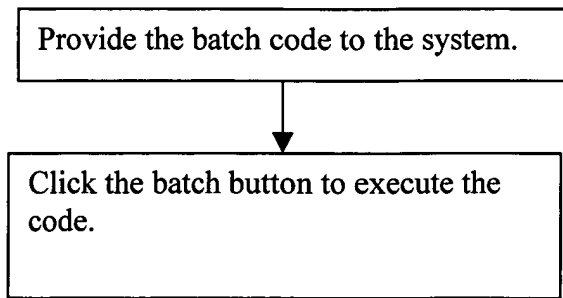 Provide the batch code to the system.
Click the batch button to execute the
code.